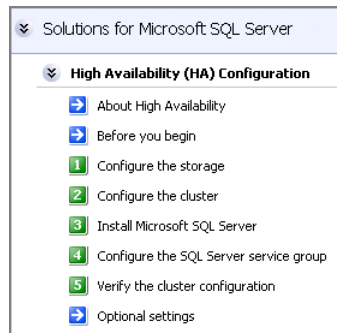 Solutions for Microsoft SQL Server
High Availability (HA) Configuration
About High Availability
Before you begin
1 Configure the storage
2 Configure the cluster
3 Install Microsoft SQL Server
4 Configure the SQL Server service group
5 Verify the cluster configuration
Optional settings